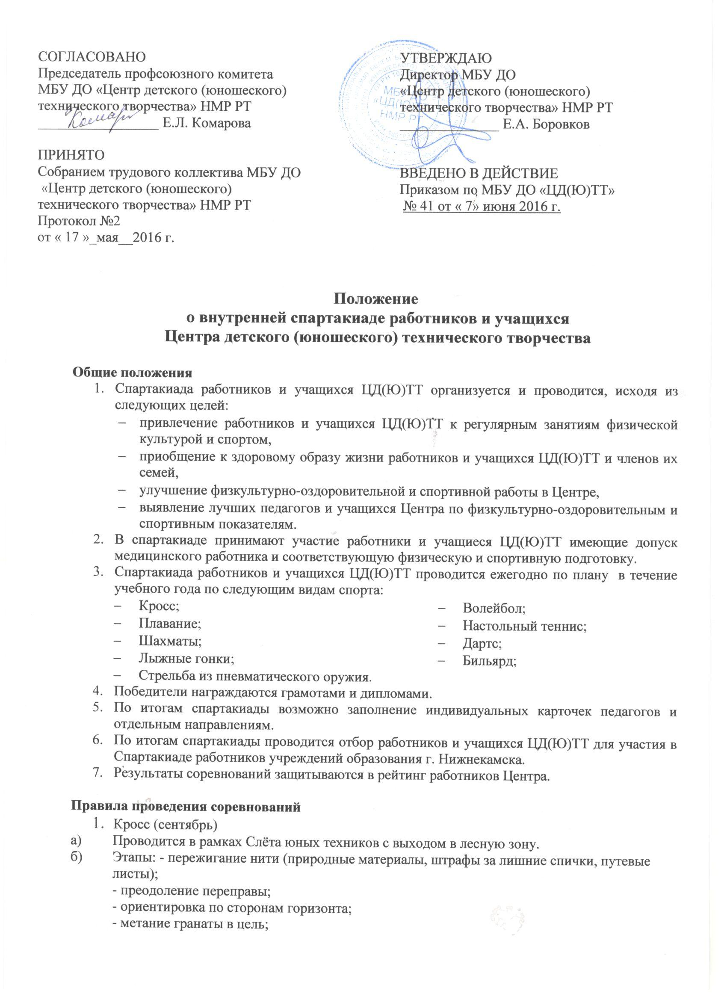 СОГЛАСОВАНО
Председатель профсоюзного комитета
МБУ ДО «Центр детского (юношеского)
технического творчества» НМР РТ
Комар
Е.Л. Комарова
ПРИНЯТО
Собранием трудового коллектива МБУ ДО
«Центр детского (юношеского)
технического творчества» НМР РТ
Протокол №2
от « 17 »_мая__2016 г.
УТВЕРЖДАЮ
Директор МБУ ДО
«Центр детского (юношеского)
технического творчества» НМР РТ
Е.А. Боровков
МБУ ДО
«ЦД(Ю)ТТ»
НМР РТ
ВВЕДЕНО В ДЕЙСТВИЕ
Приказом по МБУ ДО «ЦД(Ю)ТТ»
№ 41 от « 7» июня 2016 г.
Положение
о внутренней спартакиаде работников и учащихся
Центра детского (юношеского) технического творчества
Общие положения
1. Спартакиада работников и учащихся ЦД(Ю)ТТ организуется и проводится, исходя из
следующих целей:
– привлечение работников и учащихся ЦД(Ю)ТТ к регулярным занятиям физической
культурой и спортом,
– приобщение к здоровому образу жизни работников и учащихся ЦД(Ю)ТТ и членов их
семей,
– улучшение физкультурно-оздоровительной и спортивной работы в Центре,
– выявление лучших педагогов и учащихся Центра по физкультурно-оздоровительным и
спортивным показателям.
2. В спартакиаде принимают участие работники и учащиеся ЦД(Ю)ТТ имеющие допуск
медицинского работника и соответствующую физическую и спортивную подготовку.
3. Спартакиада работников и учащихся ЦД(Ю)ТТ проводится ежегодно по плану в течение
учебного года по следующим видам спорта:
– Кросс;
– Плавание;
– Шахматы;
– Лыжные гонки;
– Стрельба из пневматического оружия.
– Волейбол;
– Настольный теннис;
– Дартс;
– Бильярд;
4. Победители награждаются грамотами и дипломами.
5. По итогам спартакиады возможно заполнение индивидуальных карточек педагогов и
отдельным направлениям.
6. По итогам спартакиады проводится отбор работников и учащихся ЦД(Ю)ТТ для участия в
Спартакиаде работников учреждений образования г. Нижнекамска.
7. Результаты соревнований защитываются в рейтинг работников Центра.
Правила проведения соревнований
1. Кросс (сентябрь)
а) Проводится в рамках Слёта юных техников с выходом в лесную зону.
б) Этапы: - пережигание нити (природные материалы, штрафы за лишние спички, путевые
листы);
- преодоление переправы;
- ориентировка по сторонам горизонта;
- метание гранаты в цель;